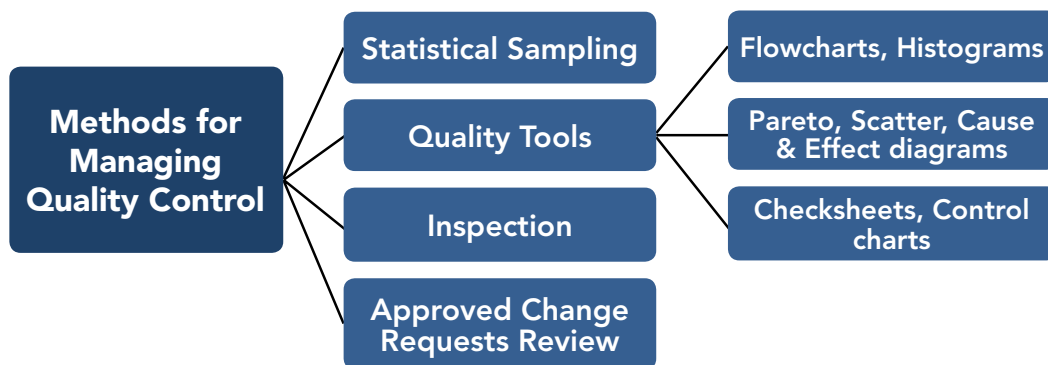 Methods for
Managing
Quality Control
Statistical Sampling
Quality Tools
Inspection
Approved Change
Requests Review
Flowcharts, Histograms
Pareto, Scatter, Cause
& Effect diagrams
Checksheets, Control
charts